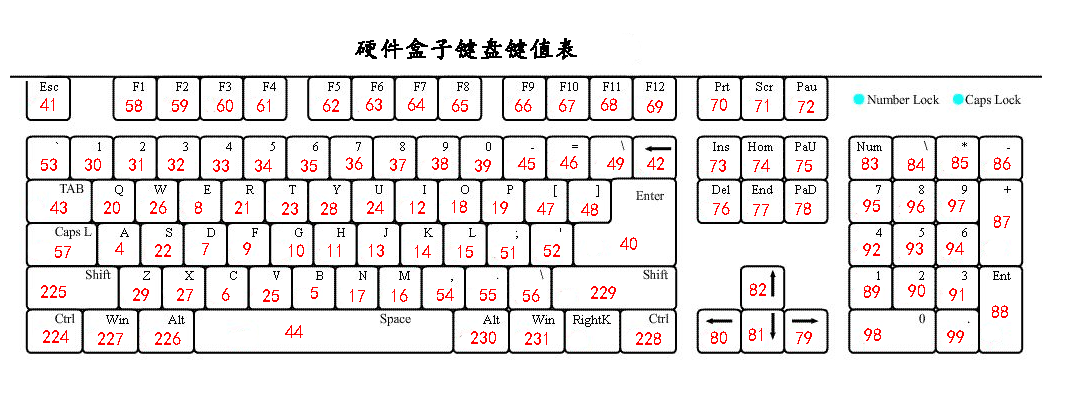 硬件盒子键盘键值表
Esc F1 F2 F3 F4 F5 F6 F7 F8 F9 F10 F11 F12 Prt Scr Pau
41 58 59 60 61 62 63 64 65 66 67 68 69 70 71 72
Number Lock Caps Lock
` 1 2 3 4 5 6 7 8 9 0 - = \ Ins Hom PaU Num \ * -
53 30 31 32 33 34 35 36 37 38 39 45 46 49 42 73 74 75 83 84 85 86
TAB Q W E R T Y U I O P [ ] Enter Del End PaD 7 8 9 +
43 20 26 8 21 23 28 24 12 18 19 47 48 76 77 78 95 96 97 87
Caps L A S D F G H J K L ; ' 4 5 6
57 4 22 7 9 10 11 13 14 15 51 52 40 92 93 94
Shift Z X C V B N M , . \ Shift 1 2 3 Ent
225 29 27 6 25 5 17 16 54 55 56 229 82 89 90 91 88
Ctrl Win Alt Space Alt Win RightK Ctrl 0 .
224 227 226 44 230 231 228 80 81 79 98 99